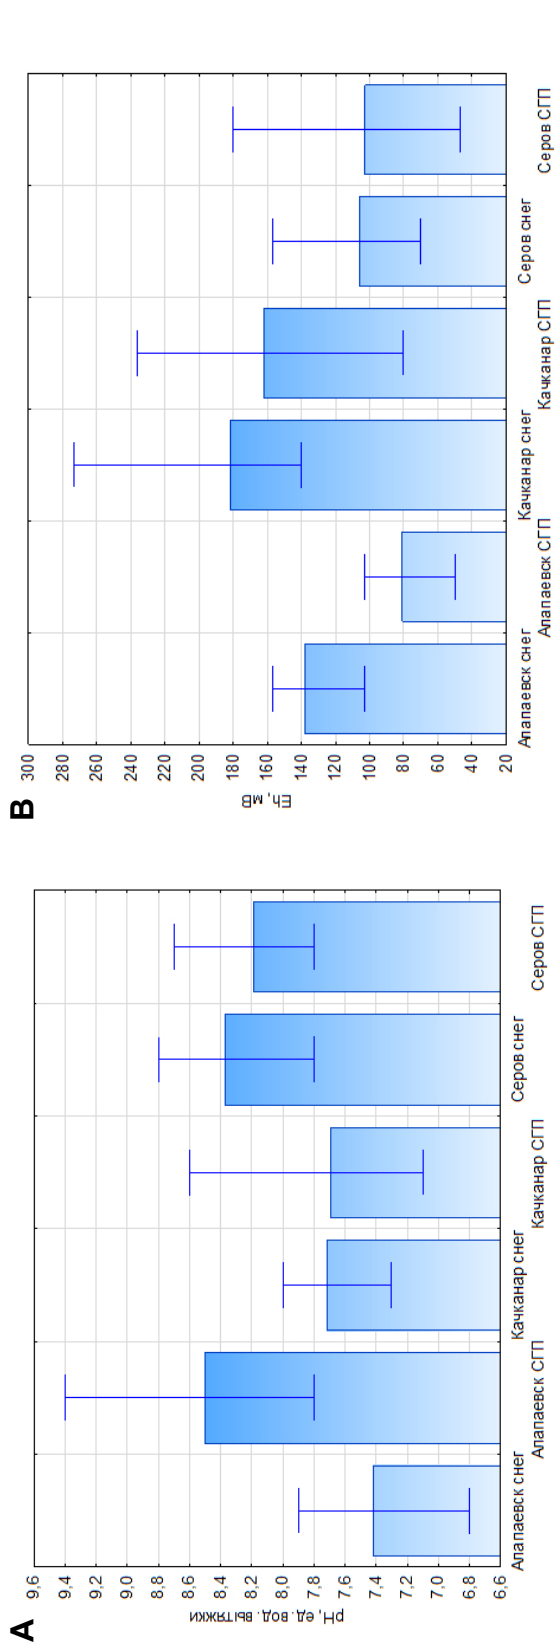 A
pH, ед. вод. вытяжки
9,6
9,4
9,2
9,0
8,8
8,6
8,4
8,2
8,0
7,8
7,6
7,4
7,2
7,0
6,8
6,6
Алапаевск снег
Алапаевск СГП
Качканар снег
Качканар СГП
Серов снег
Серов СГП
B
Eh, мВ
300
280
260
240
220
200
180
160
140
120
100
80
60
40
20
Алапаевск снег
Алапаевск СГП
Качканар снег
Качканар СГП
Серов снег
Серов СГП